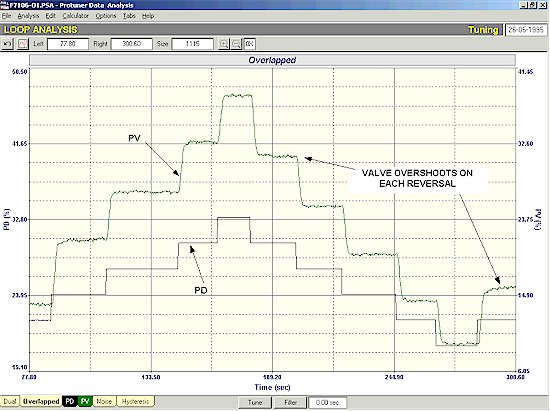 F7106-01.PSA - Protuner Data Analysis
File Analysis Edit Calculator Options Tabs Help
LOOP ANALYSIS Tuning 26-05-1995
Left 77.80 Right 300.60 Size 1115
Overlapped
50.50 41.45
PV
41.65 32.60
VALVE OVERSHOOTS ON
EACH REVERSAL
32.80 23.75
PD (%) PV (%)
PD
23.95 14.90
15.10 6.05
77.80 133.50 189.20 244.90 300.60
Time (sec)
Dual Overlapped PD PV Noise Hysteresis Tune Filter 0.00 sec